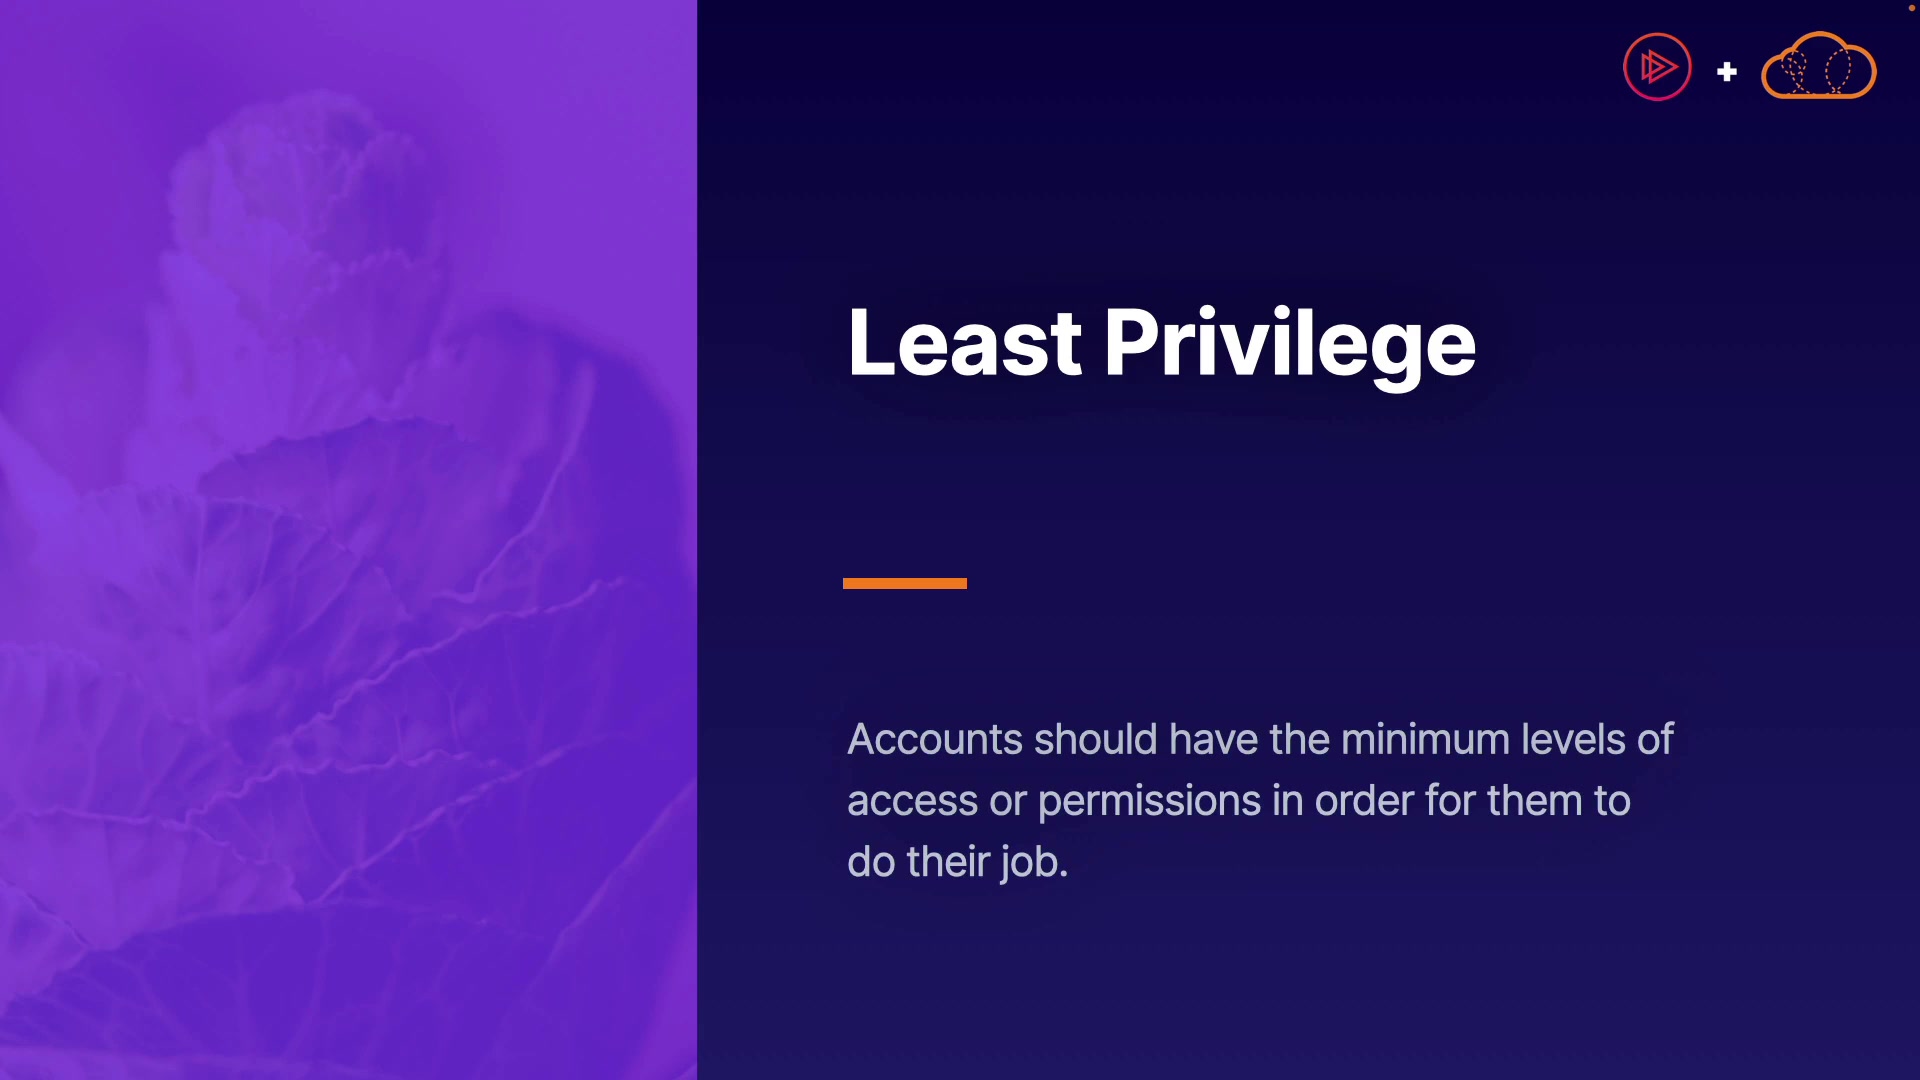 Least Privilege
Accounts should have the minimum levels of
access or permissions in order for them to
do their job.